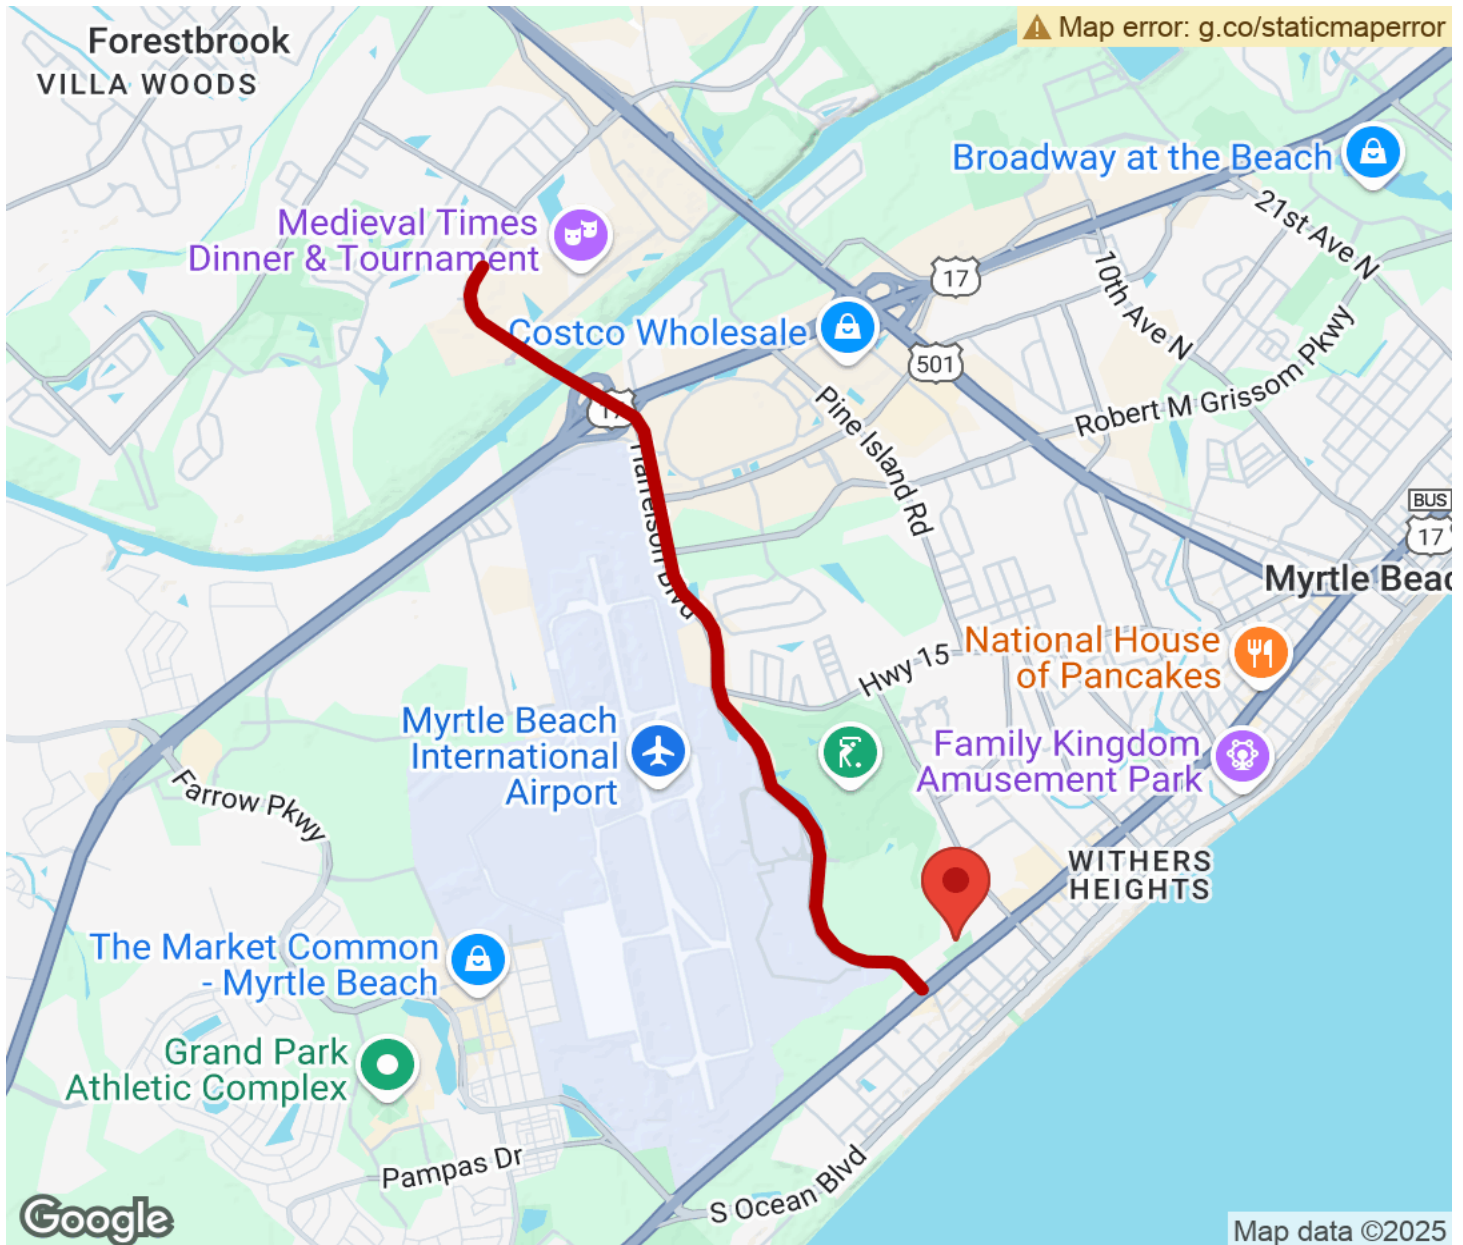 Forestbrook
VILLA WOODS
Map error: g.co/staticmaperror
Broadway at the Beach
21st Ave N
Medieval Times
Dinner & Tournament
17
10th Ave N
Costco Wholesale
501
Robert M Grissom Pkwy
17
Pine Island Rd
Harrelson Blvd
BUS
17
Myrtle Beac
National House
of Pancakes
Hwy 15
Myrtle Beach
International
Airport
Family Kingdom
Amusement Park
Farrow Pkwy
WITHERS
HEIGHTS
The Market Common
- Myrtle Beach
Grand Park
Athletic Complex
Pampas Dr
S Ocean Blvd
Google
Map data ©2025